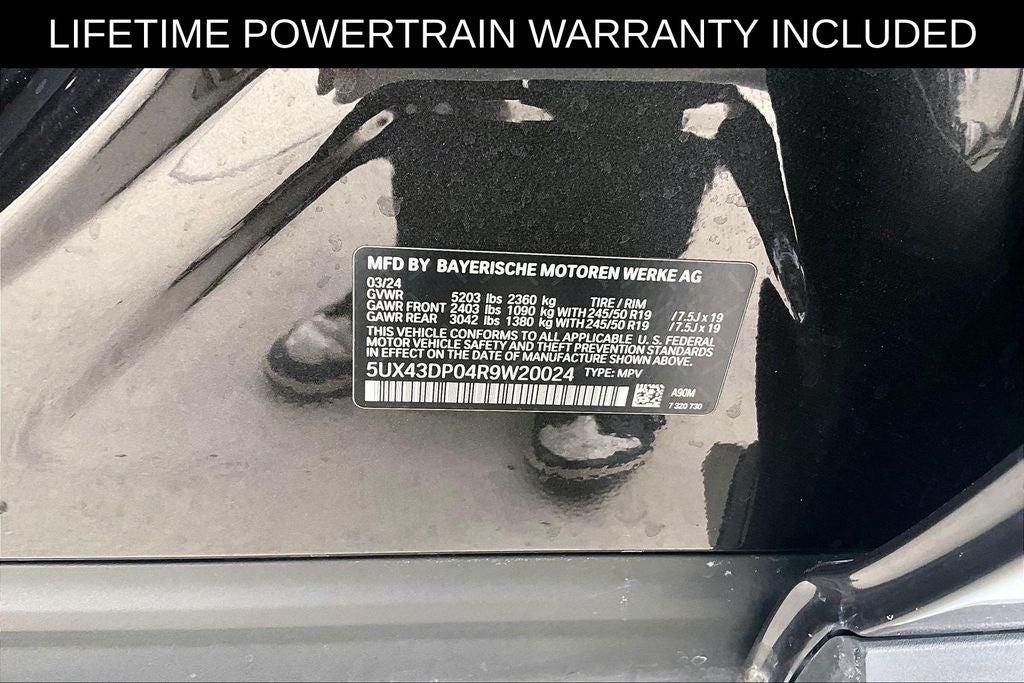 LIFETIME POWERTRAIN WARRANTY INCLUDED
MFD BY BAYERISCHE MOTOREN WERKE AG
03/24
GVWR 5203 lbs 2360 kg TIRE / RIM
GAWR FRONT 2403 lbs 1090 kg WITH 245/50 R19 / 7.5J x 19
GAWR REAR 3042 lbs 1380 kg WITH 245/50 R19 / 7.5J x 19
THIS VEHICLE CONFORMS TO ALL APPLICABLE U. S. FEDERAL
MOTOR VEHICLE SAFETY AND THEFT PREVENTION STANDARDS
IN EFFECT ON THE DATE OF MANUFACTURE SHOWN ABOVE.
5UX43DP04R9W20024 TYPE: MPV
A90M
7 320 730